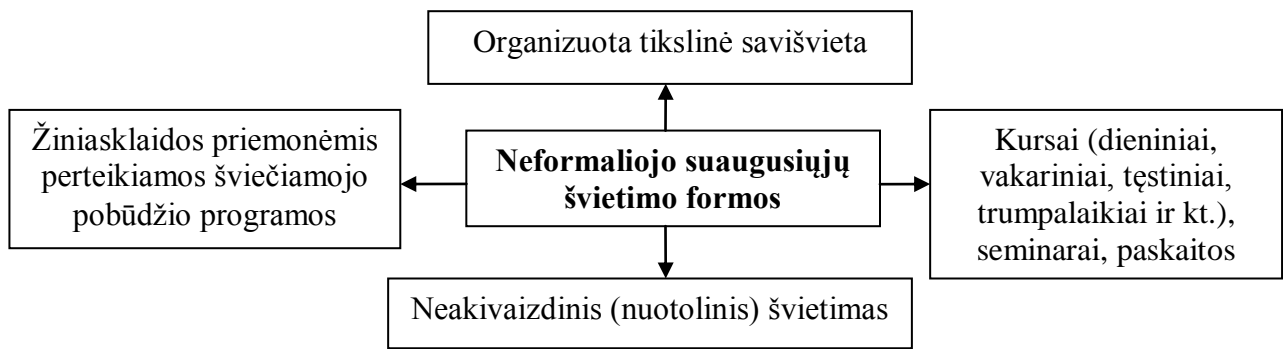 Organizuota tikslinė savišvieta
Žiniasklaidos priemonėmis
perteikiamos šviečiamojo
pobūdžio programos
Neformaliojo suaugusiųjų
švietimo formos
Kursai (dieniniai,
vakariniai, tęstiniai,
trumpalaikiai ir kt.),
seminarai, paskaitos
Neakivaizdinis (nuotolinis) švietimas